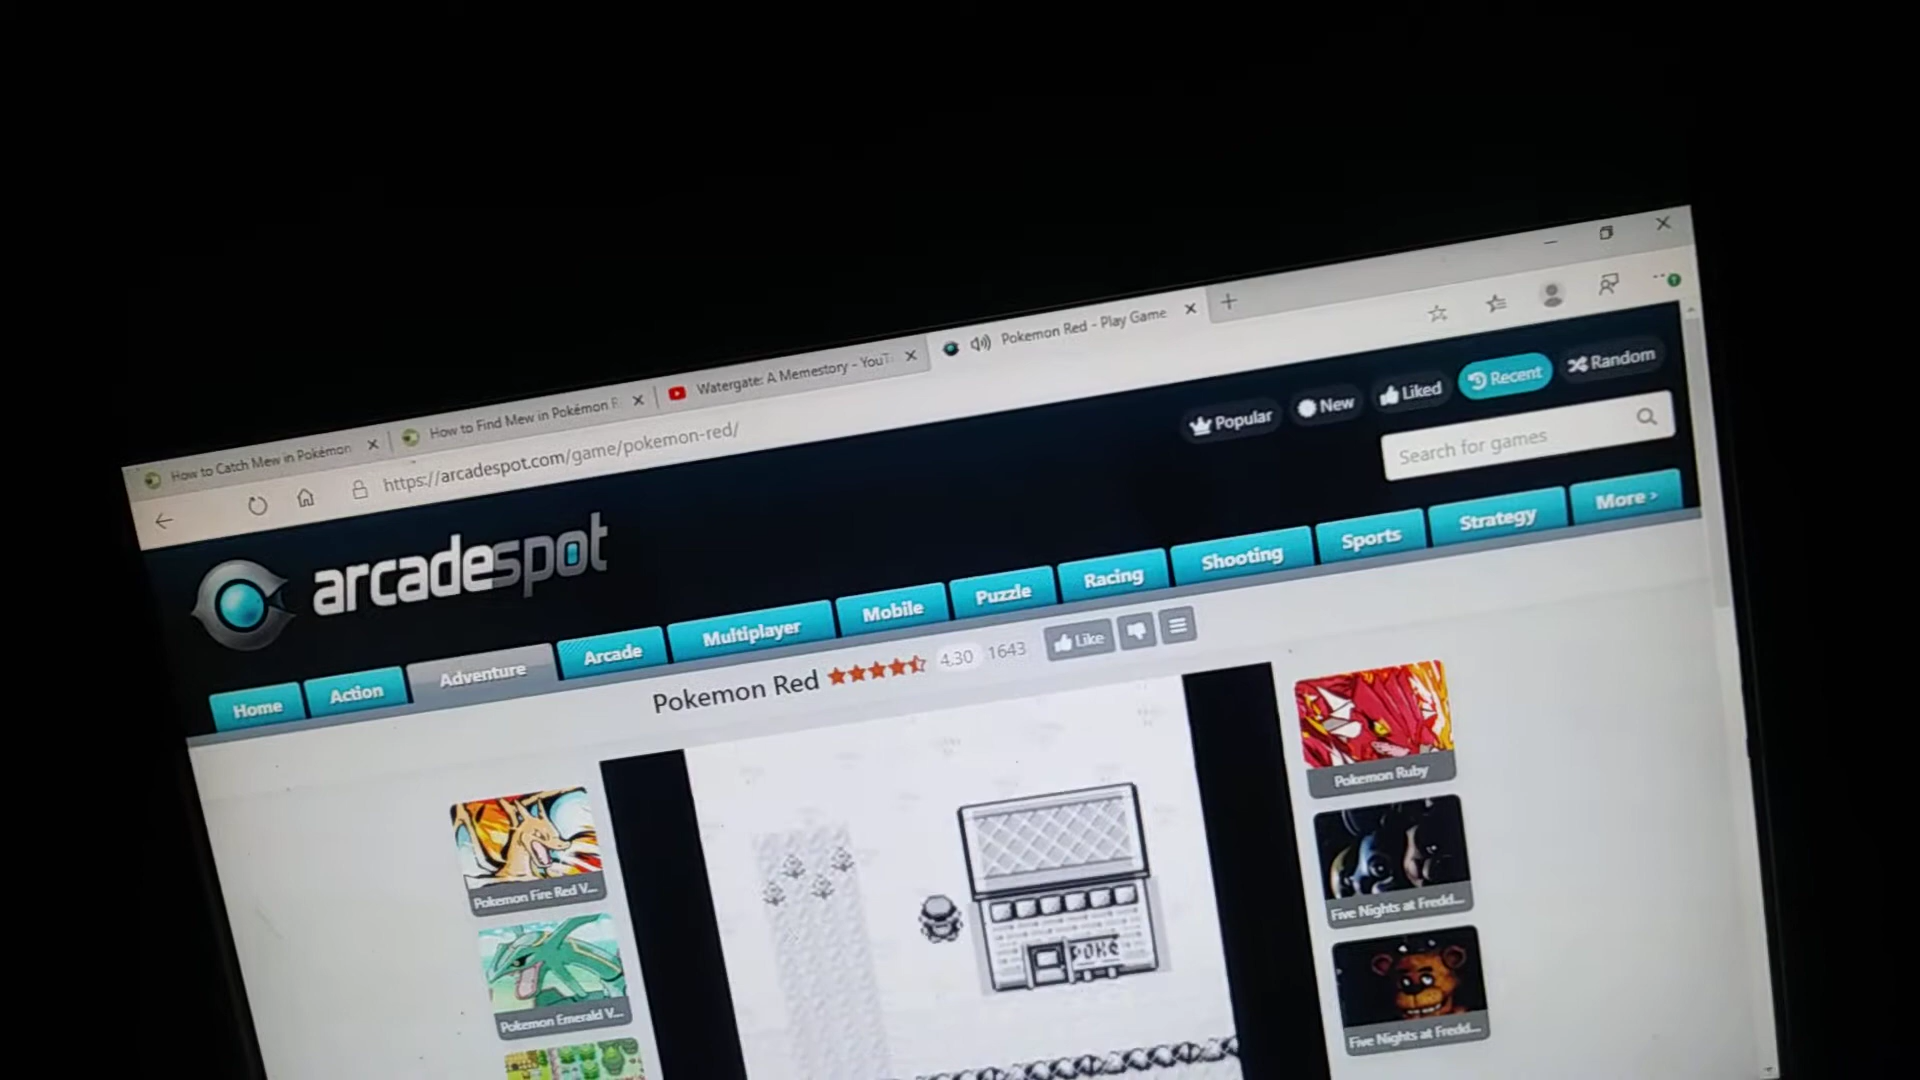 How to Catch Mew in Pokémon
How to Find Mew in Pokémon R
Watergate: A Memestory - YouT
Pokemon Red - Play Game
https://arcadespot.com/game/pokemon-red/
Popular
New
Liked
Recent
Random
arcadespot
Search for games
Home
Action
Adventure
Arcade
Multiplayer
Mobile
Puzzle
Racing
Shooting
Sports
Strategy
More >
Pokemon Red
4.30
1643
Like
Pokemon Fire Red V...
Pokemon Emerald V...
POKé
Pokemon Ruby
Five Nights at Fredd...
Five Nights at Fredd...